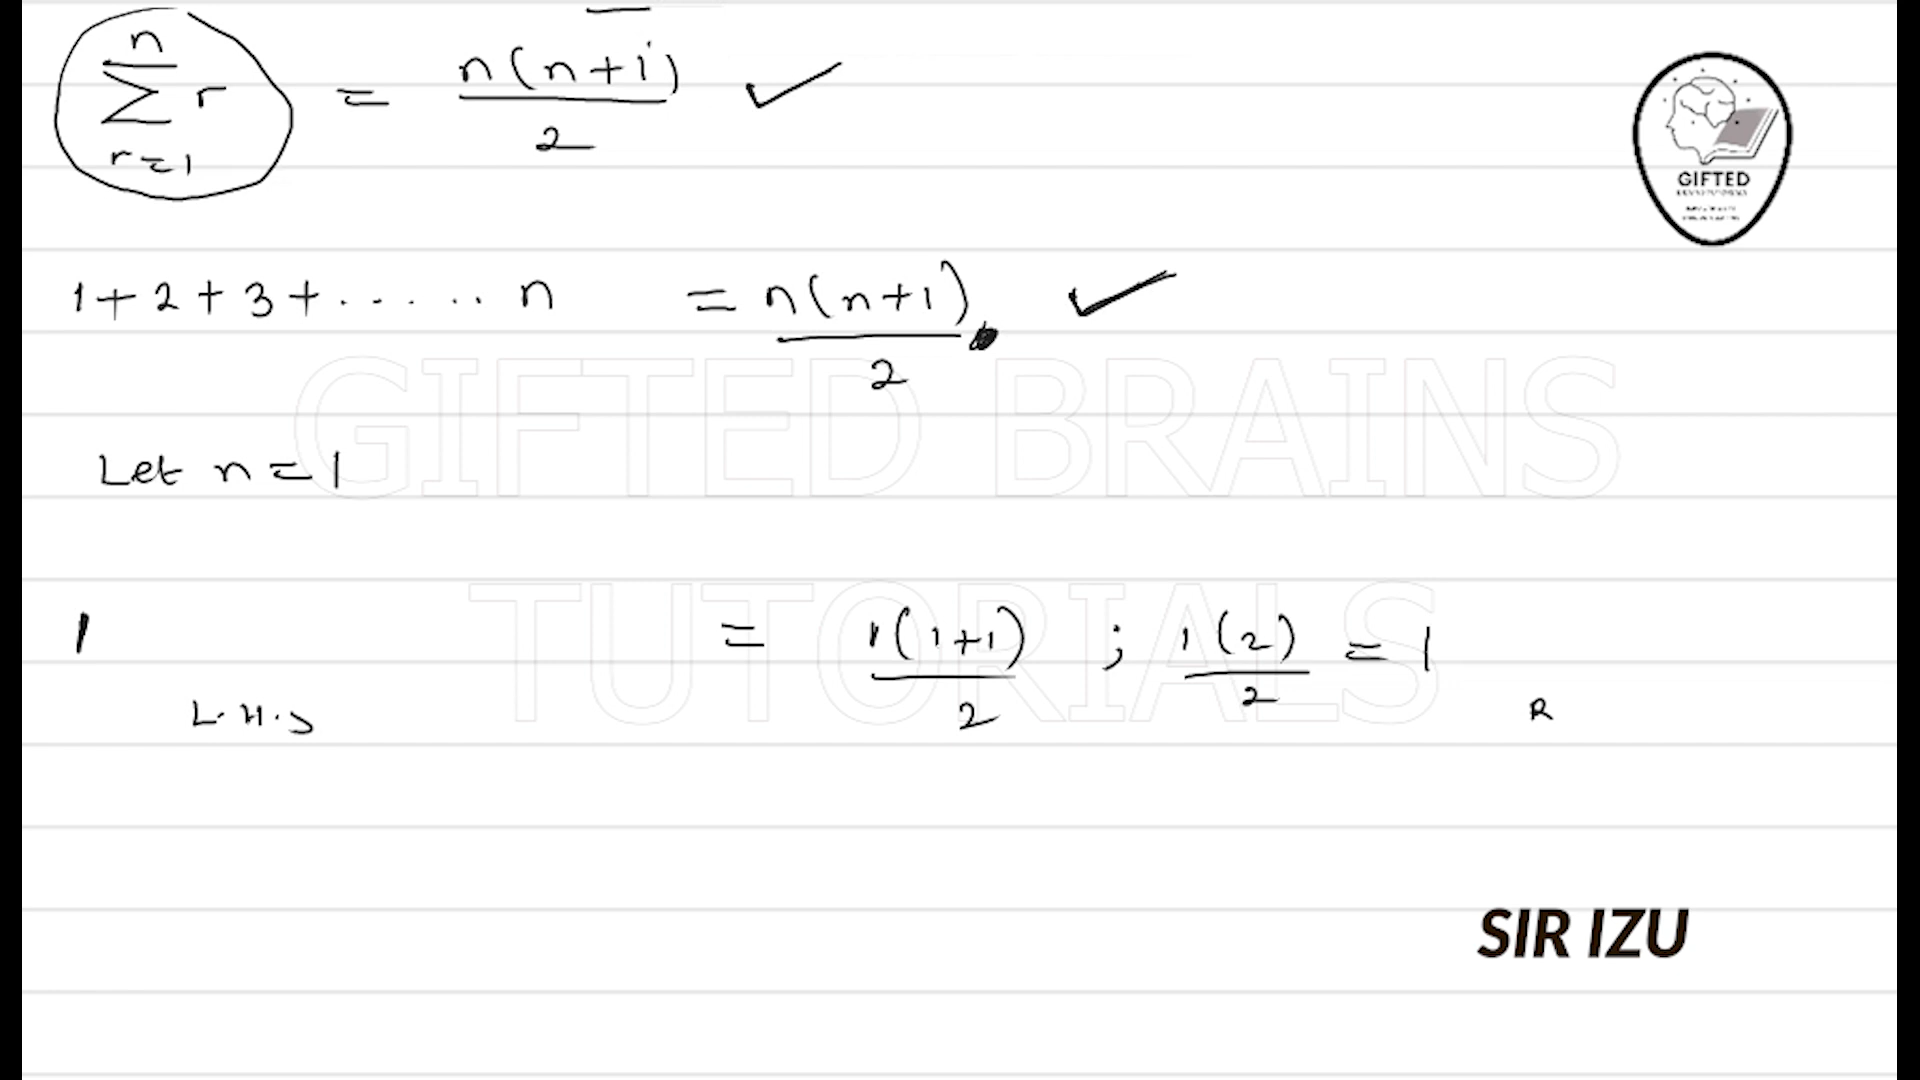 n
∑ r = n(n+1)/2 ✓
r=1
GIFTED
1+2+3+...... n = n(n+1)/2 ✓
GIFTED BRAINS
Let n=1
TUTORIALS
1 = 1(1+1)/2 ; 1(2)/2 = 1
L.H.S R
SIR IZU